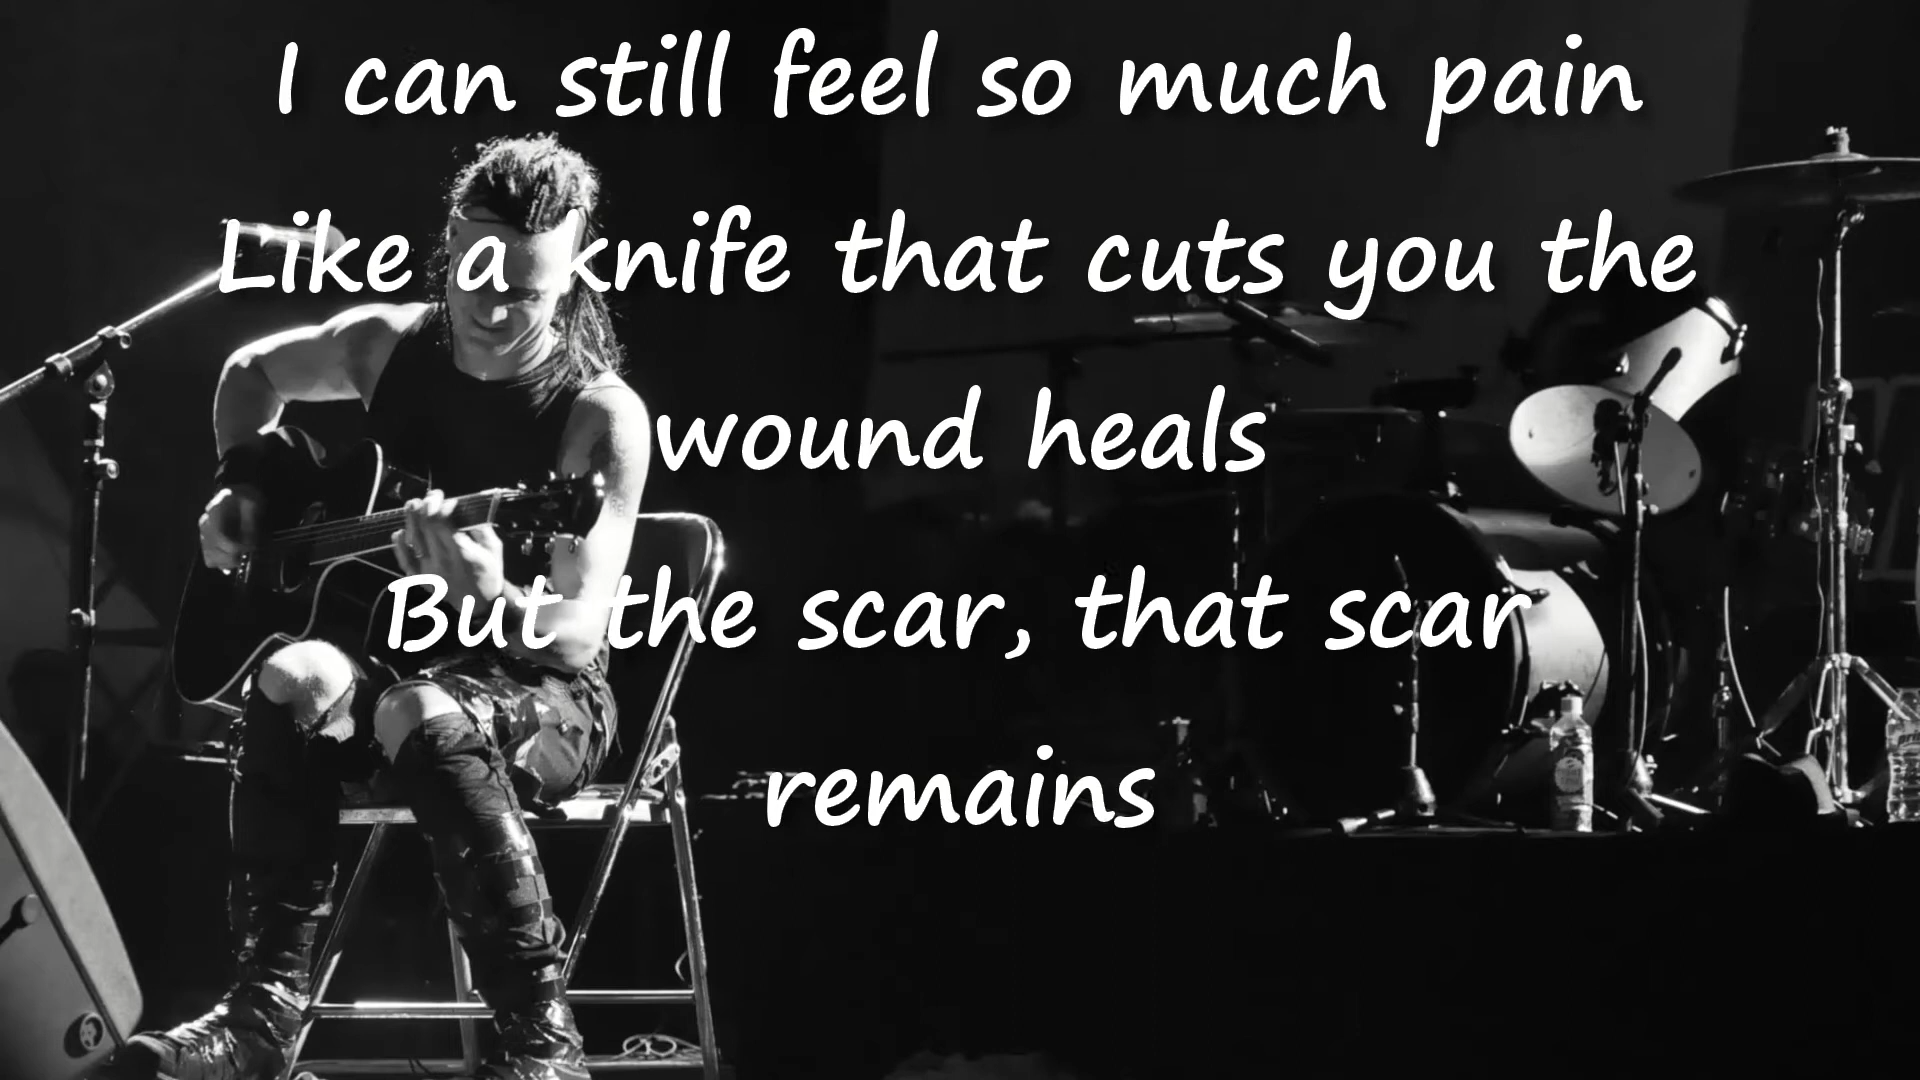 I can still feel so much pain
Like a knife that cuts you the
wound heals
But the scar, that scar
remains